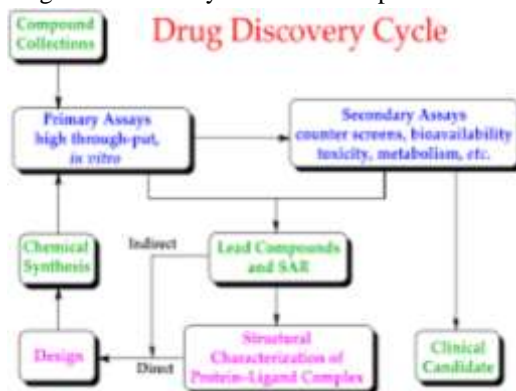 Compound
Collections
Drug Discovery Cycle
Primary Assays
high through-put,
in vitro
Secondary Assays
counter screens, bioavailability
toxicity, metabolism, etc.
Chemical
Synthesis
Indirect
Lead Compounds
and SAR
Design
Direct
Structural
Characterization of
Protein-Ligand Complex
Clinical
Candidate